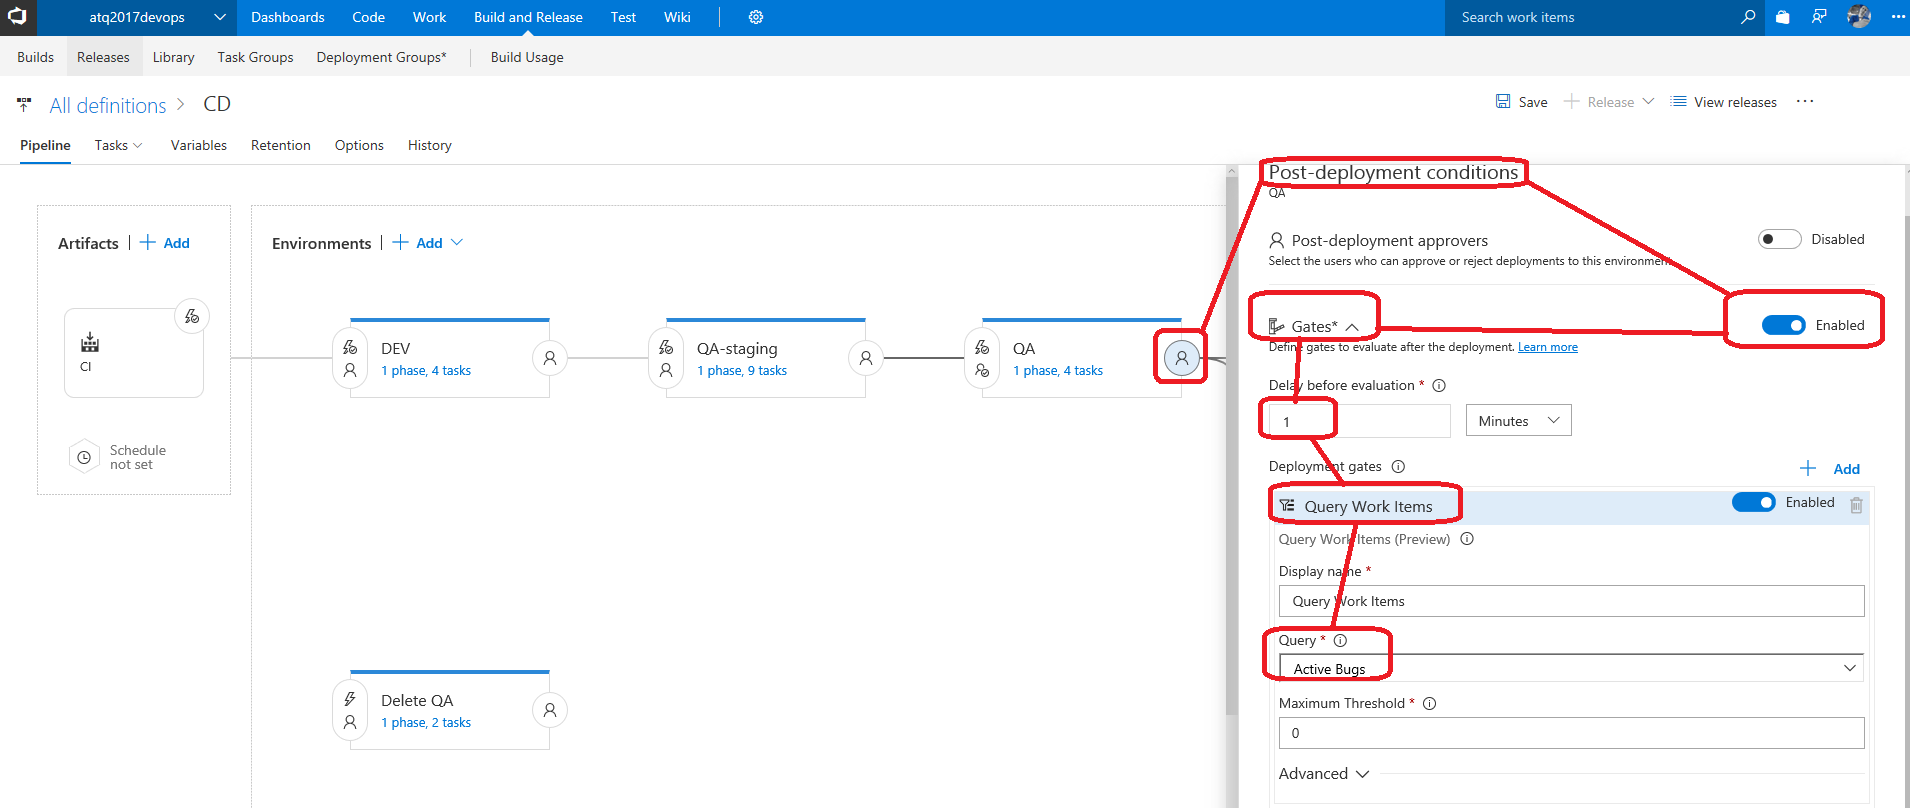 atq2017devops Dashboards Code Work Build and Release Test Wiki Search work items
Builds Releases Library Task Groups Deployment Groups* Build Usage
All definitions > CD
Save Release View releases
Pipeline Tasks Variables Retention Options History
Artifacts | + Add
CI
Schedule
not set
Environments | + Add
DEV
1 phase, 4 tasks
QA-staging
1 phase, 9 tasks
QA
1 phase, 4 tasks
Delete QA
1 phase, 2 tasks
Post-deployment conditions
QA
Post-deployment approvers Disabled
Select the users who can approve or reject deployments to this environment
Gates* Enabled
Define gates to evaluate after the deployment. Learn more
Delay before evaluation *
1 Minutes
Deployment gates + Add
Query Work Items Enabled
Query Work Items (Preview)
Display name *
Query Work Items
Query *
Active Bugs
Maximum Threshold *
0
Advanced